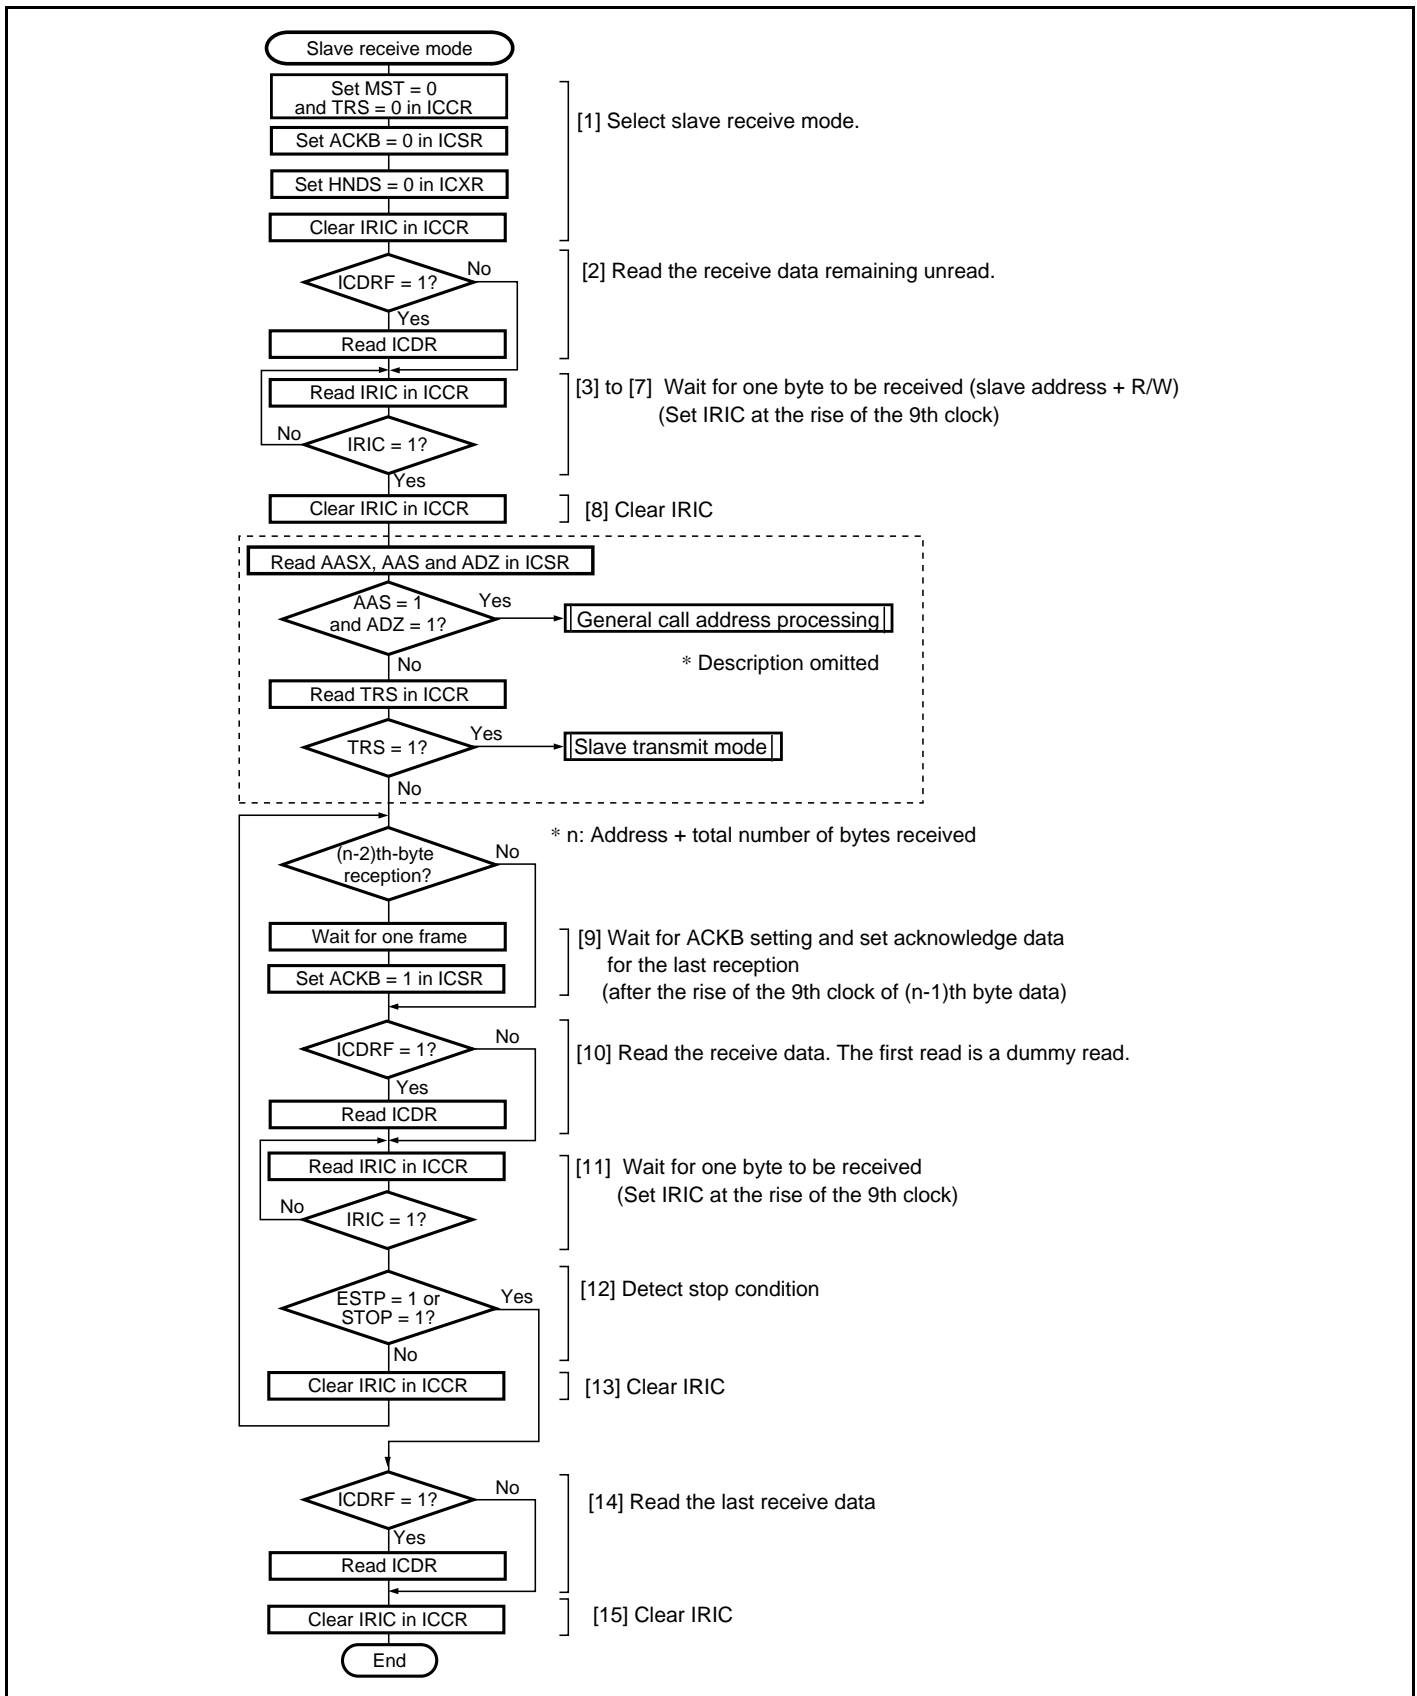 Slave receive mode
Set MST = 0
and TRS = 0 in ICCR
[1] Select slave receive mode.
Set ACKB = 0 in ICSR
Set HNDS = 0 in ICXR
Clear IRIC in ICCR
ICDRF = 1?
No
[2] Read the receive data remaining unread.
Yes
Read ICDR
Read IRIC in ICCR
[3] to [7] Wait for one byte to be received (slave address + R/W)
(Set IRIC at the rise of the 9th clock)
No
IRIC = 1?
Yes
Clear IRIC in ICCR
[8] Clear IRIC
Read AASX, AAS and ADZ in ICSR
AAS = 1
and ADZ = 1?
Yes
General call address processing
No
* Description omitted
Read TRS in ICCR
TRS = 1?
Yes
Slave transmit mode
No
* n: Address + total number of bytes received
(n-2)th-byte
reception?
No
Wait for one frame
[9] Wait for ACKB setting and set acknowledge data
for the last reception
(after the rise of the 9th clock of (n-1)th byte data)
Set ACKB = 1 in ICSR
ICDRF = 1?
No
[10] Read the receive data. The first read is a dummy read.
Yes
Read ICDR
Read IRIC in ICCR
[11] Wait for one byte to be received
(Set IRIC at the rise of the 9th clock)
No
IRIC = 1?
ESTP = 1 or
STOP = 1?
Yes
[12] Detect stop condition
No
Clear IRIC in ICCR
[13] Clear IRIC
ICDRF = 1?
No
[14] Read the last receive data
Yes
Read ICDR
Clear IRIC in ICCR
[15] Clear IRIC
End